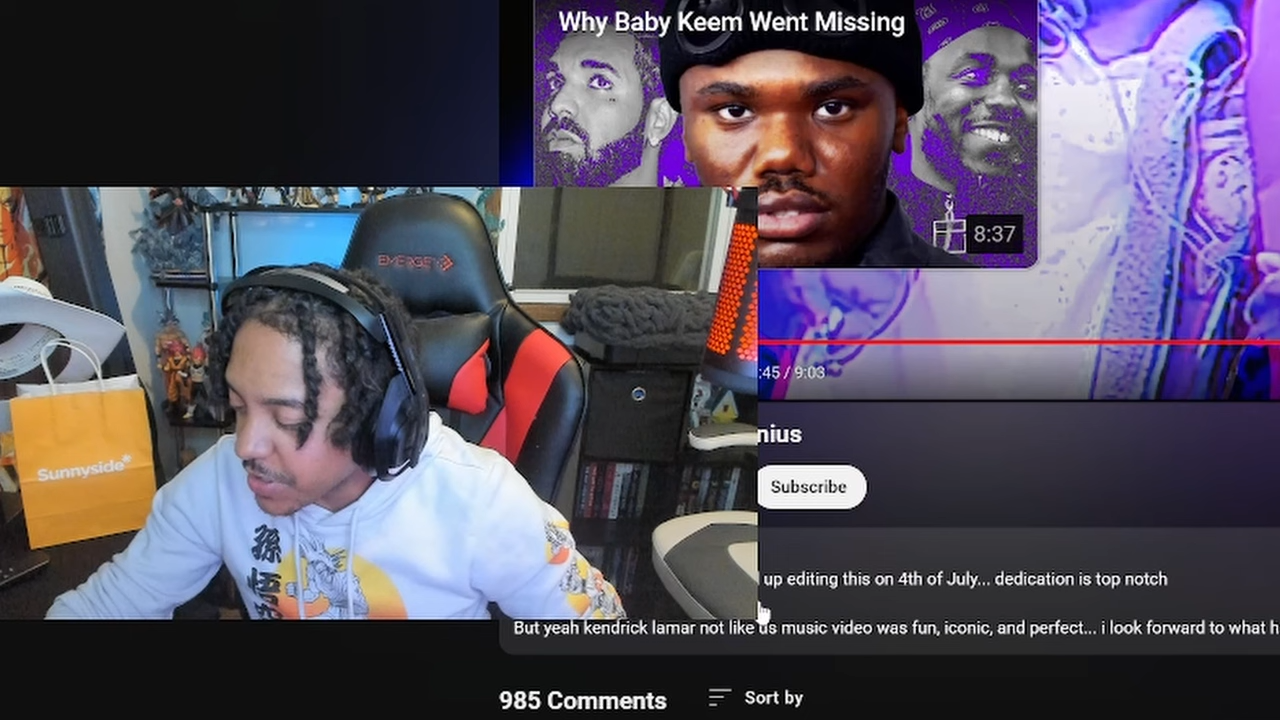 Why Baby Keem Went Missing
8:37
EMERGE
Sunnyside*
:45 / 9:03
nius
Subscribe
孫
悟
up editing this on 4th of July... dedication is top notch
But yeah kendrick lamar not like us music video was fun, iconic, and perfect... i look forward to what h
985 Comments
Sort by